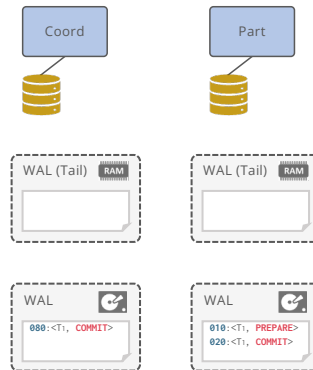 Coord Part
WAL (Tail) RAM WAL (Tail) RAM
WAL WAL
080:<T1, COMMIT> 010:<T1, PREPARE>
020:<T1, COMMIT>